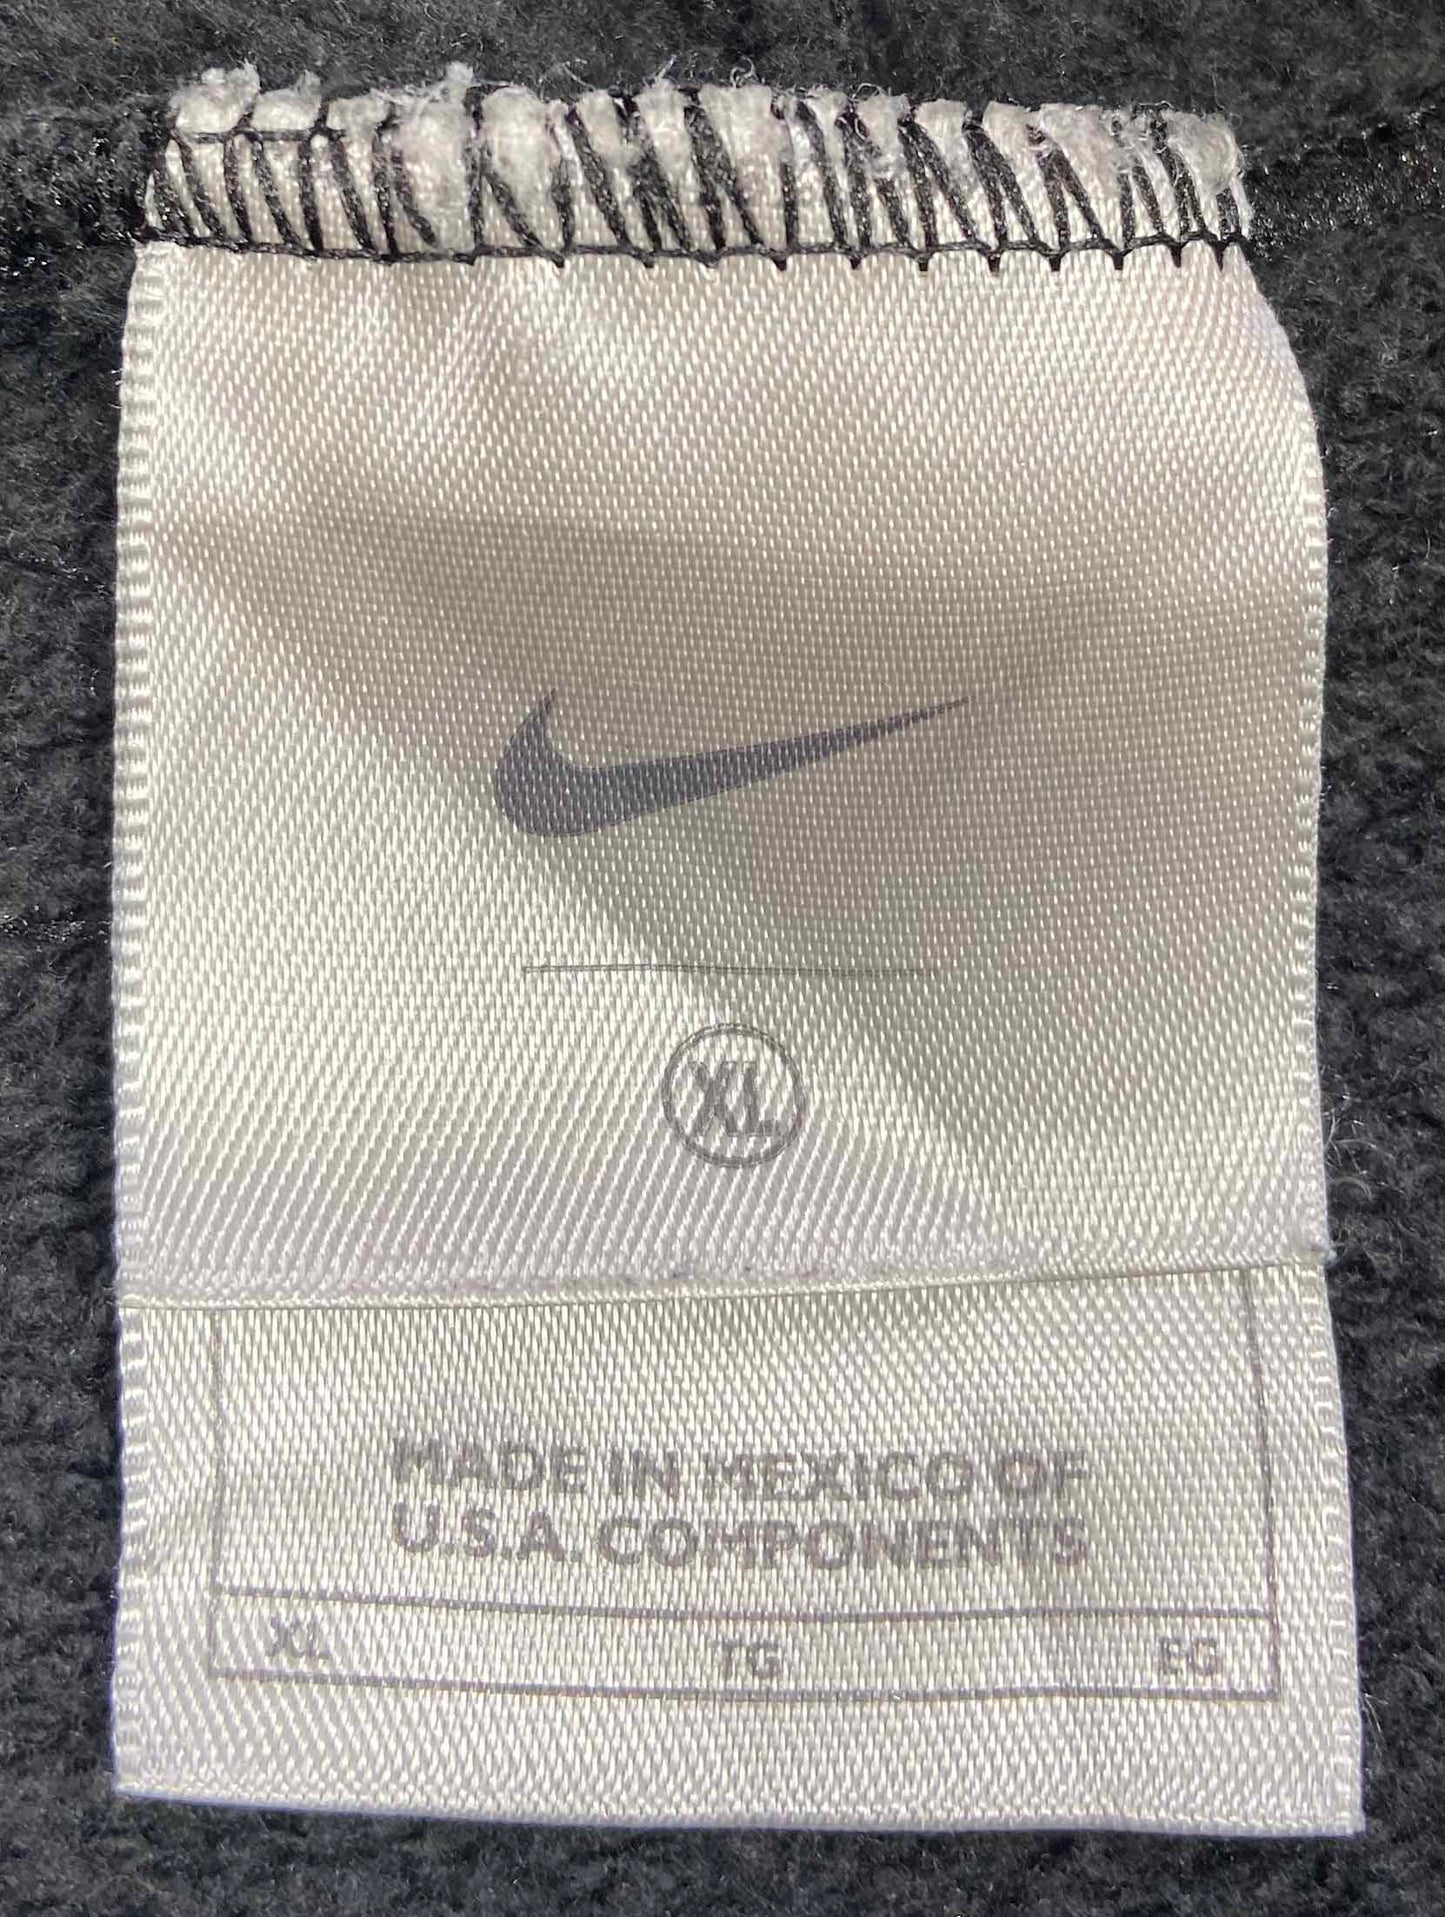 XL
MADE IN MEXICO OF
U.S.A. COMPONENTS
XL TG EG